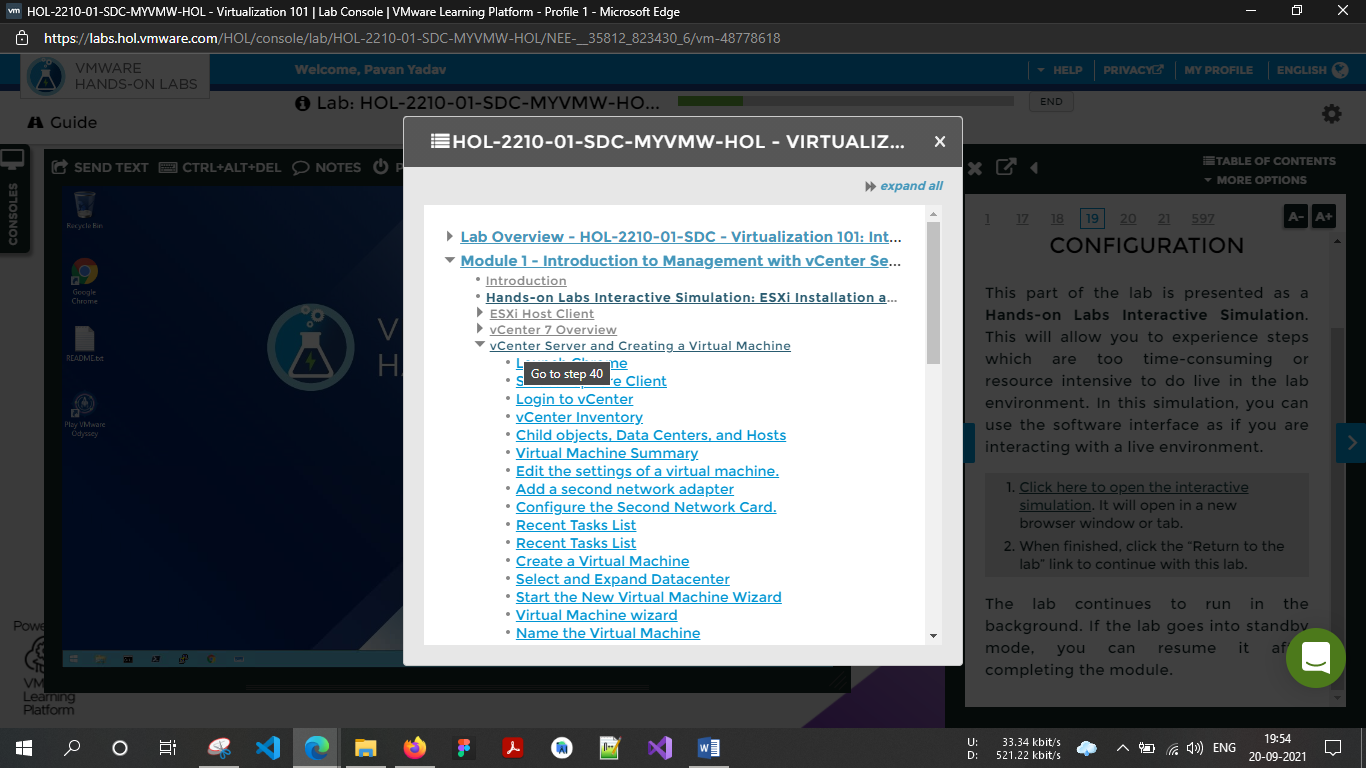 HOL-2210-01-SDC-MYVMW-HOL - Virtualization 101 | Lab Console | VMware Learning Platform - Profile 1 - Microsoft Edge
https://labs.hol.vmware.com/HOL/console/lab/HOL-2210-01-SDC-MYVMW-HOL/NEE-__35812_823430_6/vm-48778618
VMWARE
HANDS-ON LABS
Welcome, Pavan Yadav
HELP PRIVACY MY PROFILE ENGLISH
Lab: HOL-2210-01-SDC-MYVMW-HO...
END
Guide
SEND TEXT CTRL+ALT+DEL NOTES
CONSOLES
Recycle Bin
Google
Chrome
README.txt
Play VMware
Odyssey
HOL-2210-01-SDC-MYVMW-HOL - VIRTUALIZ...
expand all
Lab Overview - HOL-2210-01-SDC - Virtualization 101: Int...
Module 1 - Introduction to Management with vCenter Se...
Introduction
Hands-on Labs Interactive Simulation: ESXi Installation a...
ESXi Host Client
vCenter 7 Overview
vCenter Server and Creating a Virtual Machine
Launch Chrome
Go to step 40
Client
Login to vCenter
vCenter Inventory
Child objects, Data Centers, and Hosts
Virtual Machine Summary
Edit the settings of a virtual machine.
Add a second network adapter
Configure the Second Network Card.
Recent Tasks List
Recent Tasks List
Create a Virtual Machine
Select and Expand Datacenter
Start the New Virtual Machine Wizard
Virtual Machine wizard
Name the Virtual Machine
TABLE OF CONTENTS
MORE OPTIONS
1 17 18 19 20 21 597
A- A+
CONFIGURATION
This part of the lab is presented as a
Hands-on Labs Interactive Simulation.
This will allow you to experience steps
which are too time-consuming or
resource intensive to do live in the lab
environment. In this simulation, you can
use the software interface as if you are
interacting with a live environment.
1. Click here to open the interactive
simulation. It will open in a new
browser window or tab.
2. When finished, click the "Return to the
lab" link to continue with this lab.
The lab continues to run in the
background. If the lab goes into standby
mode, you can resume it
completing the module.
Learning
Platform
U: 33.34 kbit/s
D: 521.22 kbit/s
ENG
19:54
20-09-2021